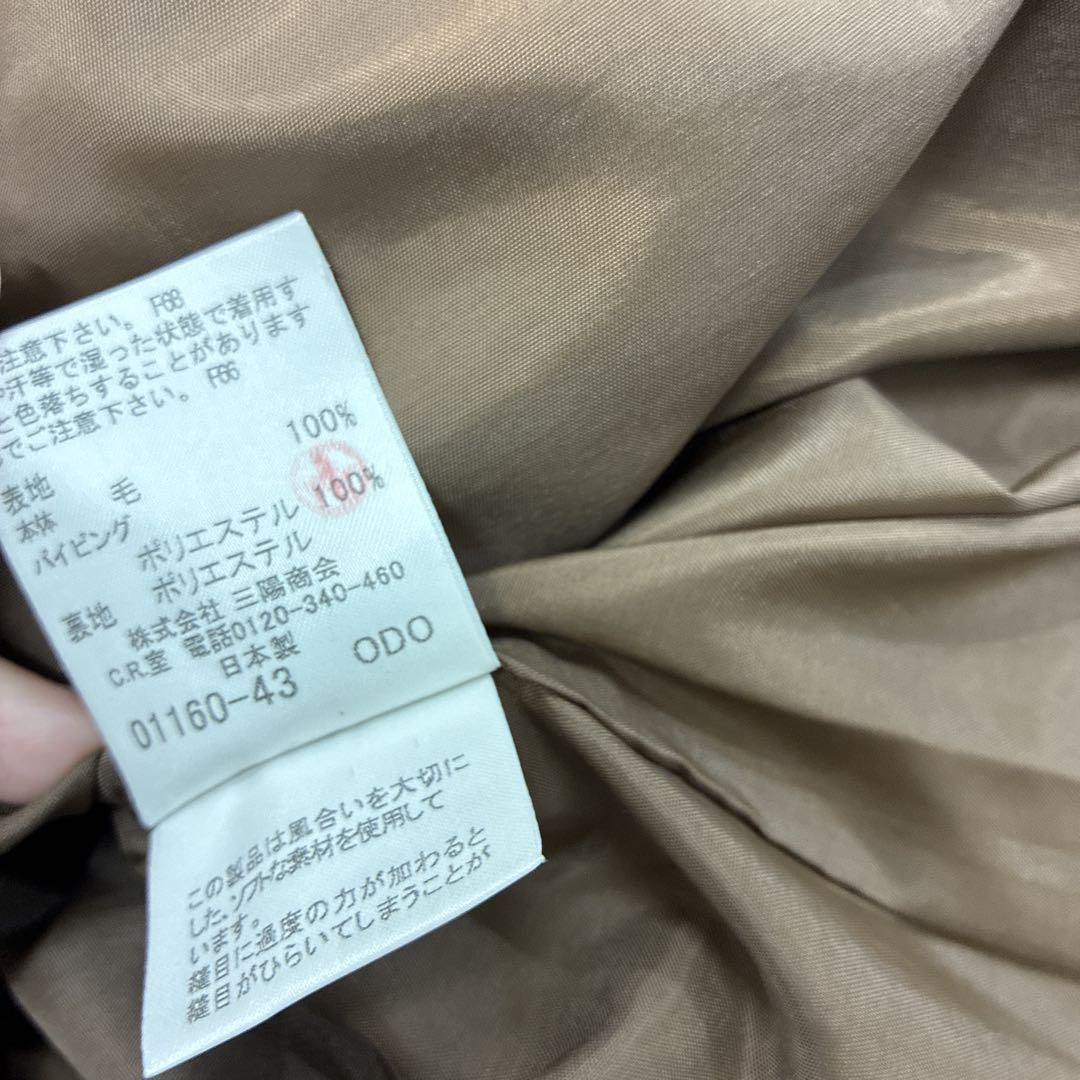 注意下さい。 F68
汗等で湿った状態で着用す
と色落ちすることがあります
でご注意下さい。 F66
表地 毛 100%
本体
パイピング
ポリエステル 100%
裏地 ポリエステル
株式会社 三陽商会
C.R.室 電話0120-340-460
日本製
01160-43 ODO
この製品は風合いを大切に
した、ソフトな素材を使用して
います。
縫目に過度の力が加わると
縫目がひらいてしまうことが